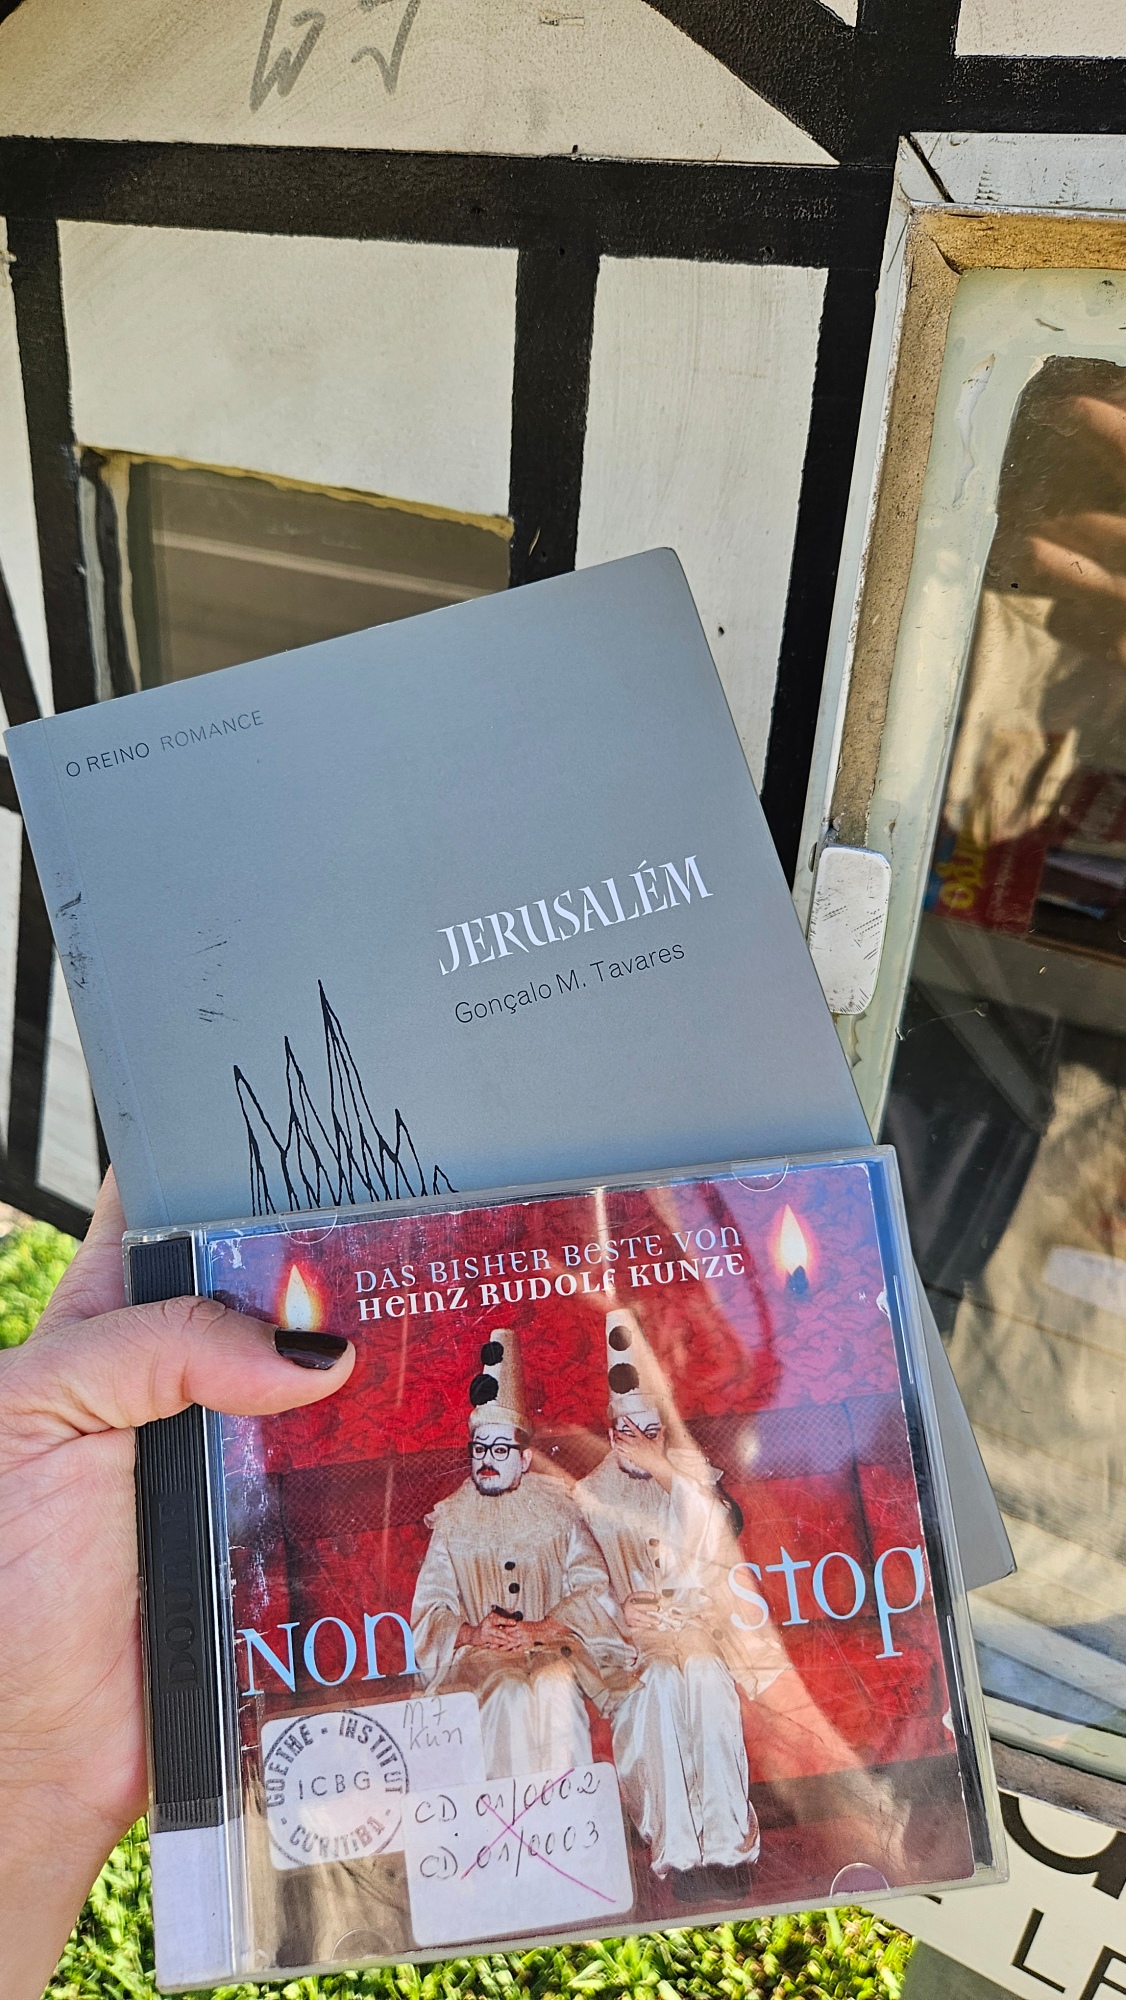 O REINO ROMANCE
JERUSALÉM
Gonçalo M. Tavares
DAS BISHER BESTE VON
HEINZ RUDOLF KUNZE
NON STOP
GOETHE - INSTITUT
ICBG
- CURITIBA -
M7
Kun
CD 01/0002
CD 01/0003